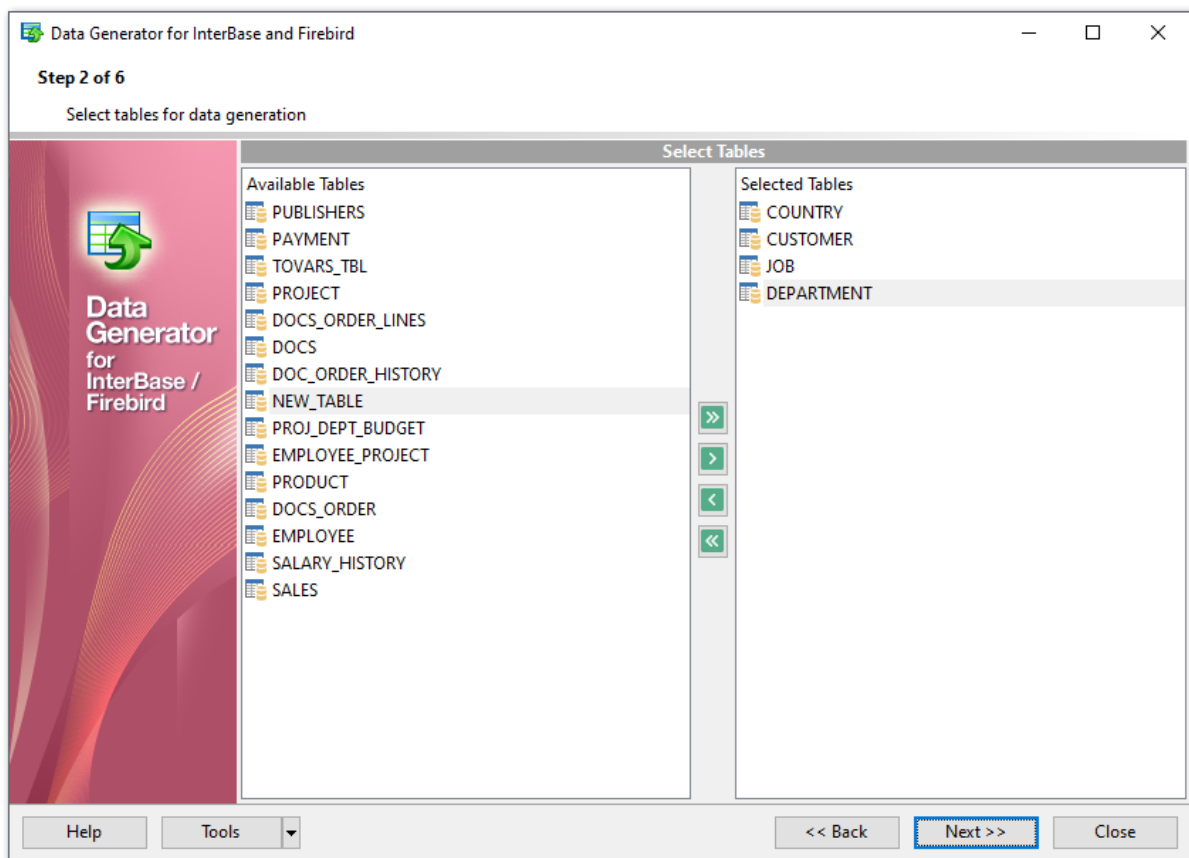 Data Generator for InterBase and Firebird
Step 2 of 6
Select tables for data generation
Data
Generator
for
InterBase /
Firebird
Select Tables
Available Tables
PUBLISHERS
PAYMENT
TOVARS_TBL
PROJECT
DOCS_ORDER_LINES
DOCS
DOC_ORDER_HISTORY
NEW_TABLE
PROJ_DEPT_BUDGET
EMPLOYEE_PROJECT
PRODUCT
DOCS_ORDER
EMPLOYEE
SALARY_HISTORY
SALES
Selected Tables
COUNTRY
CUSTOMER
JOB
DEPARTMENT
Help
Tools
<< Back
Next >>
Close